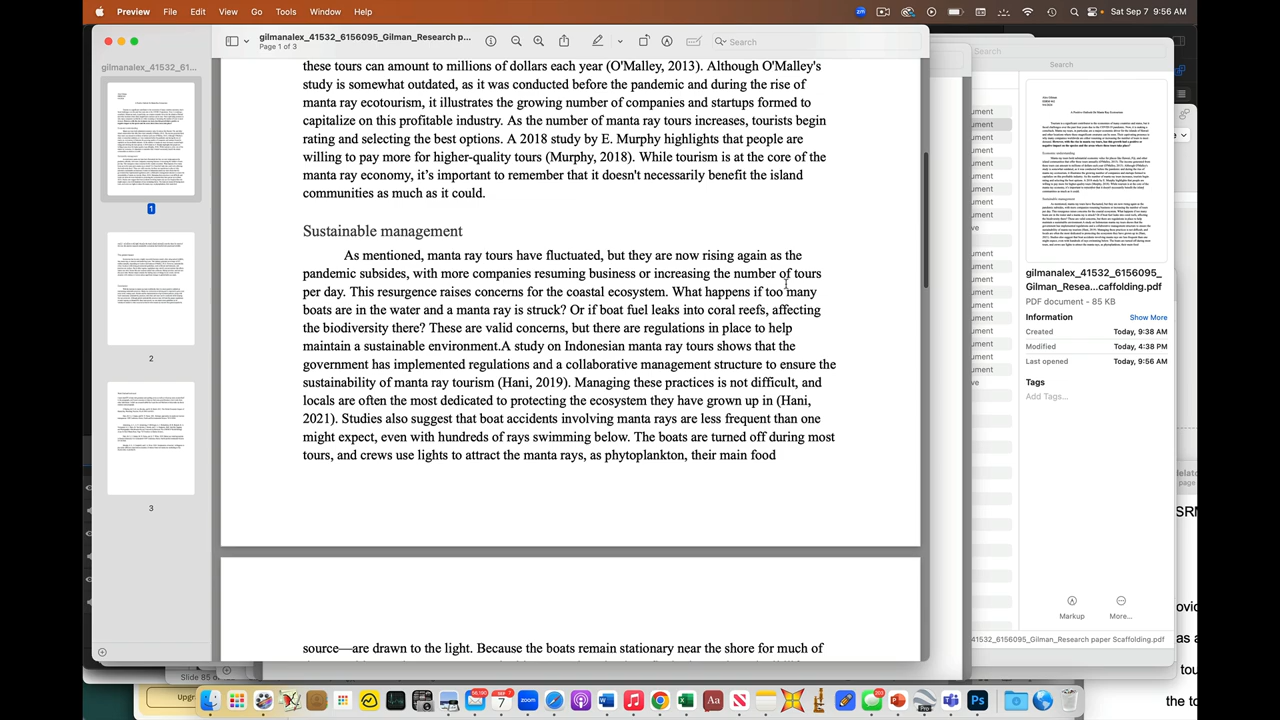 Preview File Edit View Go Tools Window Help
Sat Sep 7 9:56 AM
gilmanalex_41532_6156095_Gilman_Research p...
Page 1 of 3
Search
Search
Search
gilmanalex_41532_61...
1
2
3
these tours can amount to millions of dollars each year (O'Malley, 2013). Although O'Malley's
study is somewhat outdated, as it was conducted before the pandemic and during the rise of
manta ray ecotourism, it illustrates the growing number of companies and startups formed to
capitalize on this profitable industry. As the number of manta ray tours increases, tourists begin
rating and seeking the best options. A 2018 study by E. Murphy highlights that people are
willing to pay more for higher-quality tours (Murphy, 2018). While tourism is at the core of the
manta ray economy, it is important to remember that it doesn't necessarily benefit the island
communities as much as it could.
Sustainable management
As mentioned, manta ray tours have fluctuated, but they are now rising again as the
pandemic subsides, with more companies resuming business or increasing the number of tours
per day. This resurgence raises concerns for the coastal ecosystem. What happens if too many
boats are in the water and a manta ray is struck? Or if boat fuel leaks into coral reefs, affecting
the biodiversity there? These are valid concerns, but there are regulations in place to help
maintain a sustainable environment.A study on Indonesian manta ray tours shows that the
government has implemented regulations and a collaborative management structure to ensure the
sustainability of manta ray tourism (Hani, 2019). Managing these practices is not difficult, and
locals are often the most dedicated to protecting the ecosystem they have grown up in (Hani,
2021). Studies also suggest that boat accidents involving manta rays are less frequent than one
might expect, even with hundreds of rays swimming below. The boats are turned off during most
tours, and crews use lights to attract the manta rays, as phytoplankton, their main food
source—are drawn to the light. Because the boats remain stationary near the shore for much of
gilmanalex_41532_6156095_
Gilman_Resea...caffolding.pdf
PDF document - 85 KB
Information Show More
Created Today, 9:38 AM
Modified Today, 4:38 PM
Last opened Today, 9:56 AM
Tags
Add Tags...
Markup More...
_41532_6156095_Gilman_Research paper Scaffolding.pdf
Slide 85 of
Upgr
zoom
Pro